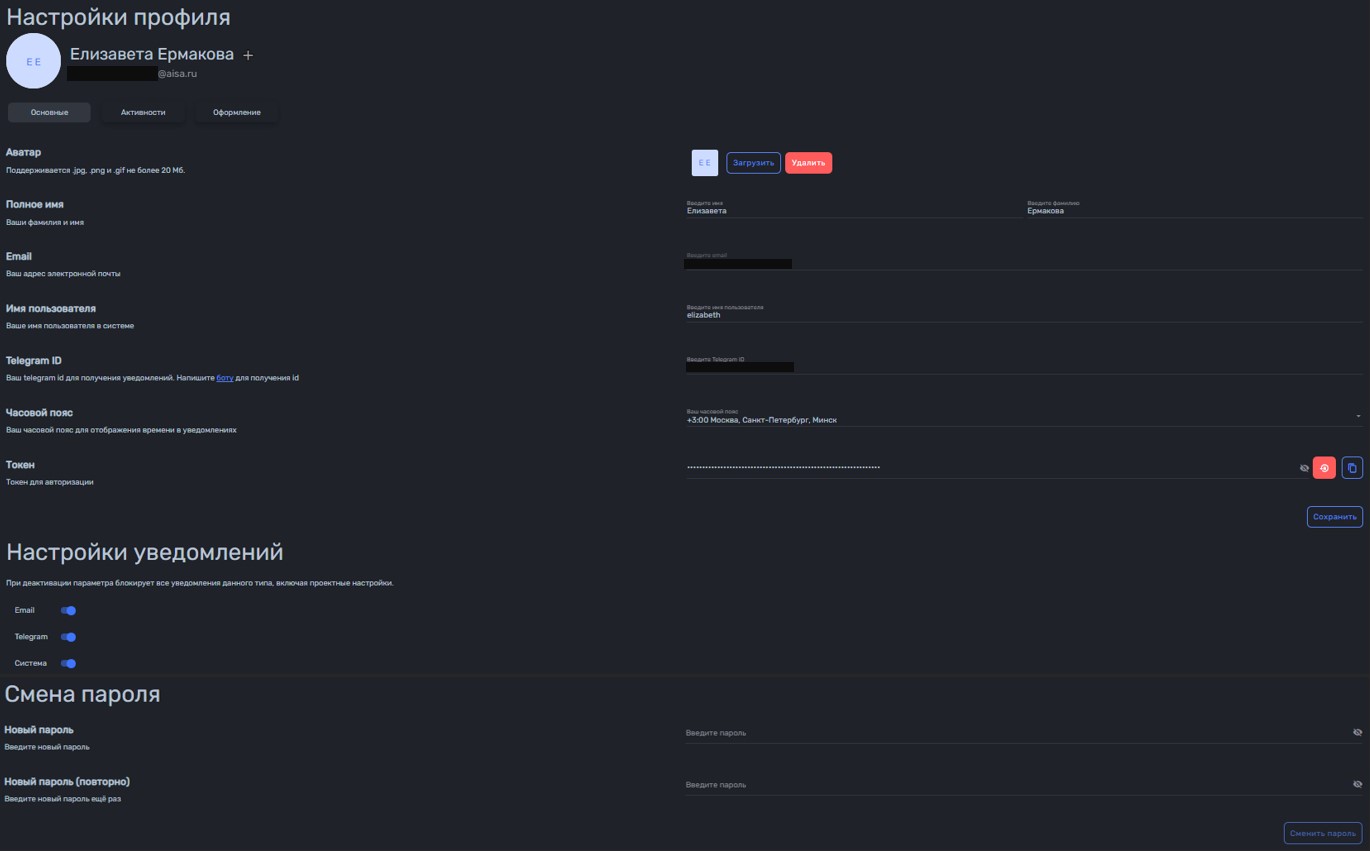 Настройки профиля
E E
Елизавета Ермакова +
@aisa.ru
Основные
Активности
Оформление
Аватар
Поддерживается .jpg, .png и .gif не более 20 Мб.
E E
Загрузить
Удалить
Полное имя
Ваши фамилия и имя
Введите имя
Елизавета
Введите фамилию
Ермакова
Email
Ваш адрес электронной почты
Введите email
Имя пользователя
Ваше имя пользователя в системе
Введите имя пользователя
elizabeth
Telegram ID
Ваш telegram id для получения уведомлений. Напишите боту для получения id
Введите Telegram ID
Часовой пояс
Ваш часовой пояс для отображения времени в уведомлениях
Ваш часовой пояс
+3:00 Москва, Санкт-Петербург, Минск
Токен
Токен для авторизации
Сохранить
Настройки уведомлений
При деактивации параметра блокирует все уведомления данного типа, включая проектные настройки.
Email
Telegram
Система
Смена пароля
Новый пароль
Введите новый пароль
Введите пароль
Новый пароль (повторно)
Введите новый пароль ещё раз
Введите пароль
Сменить пароль